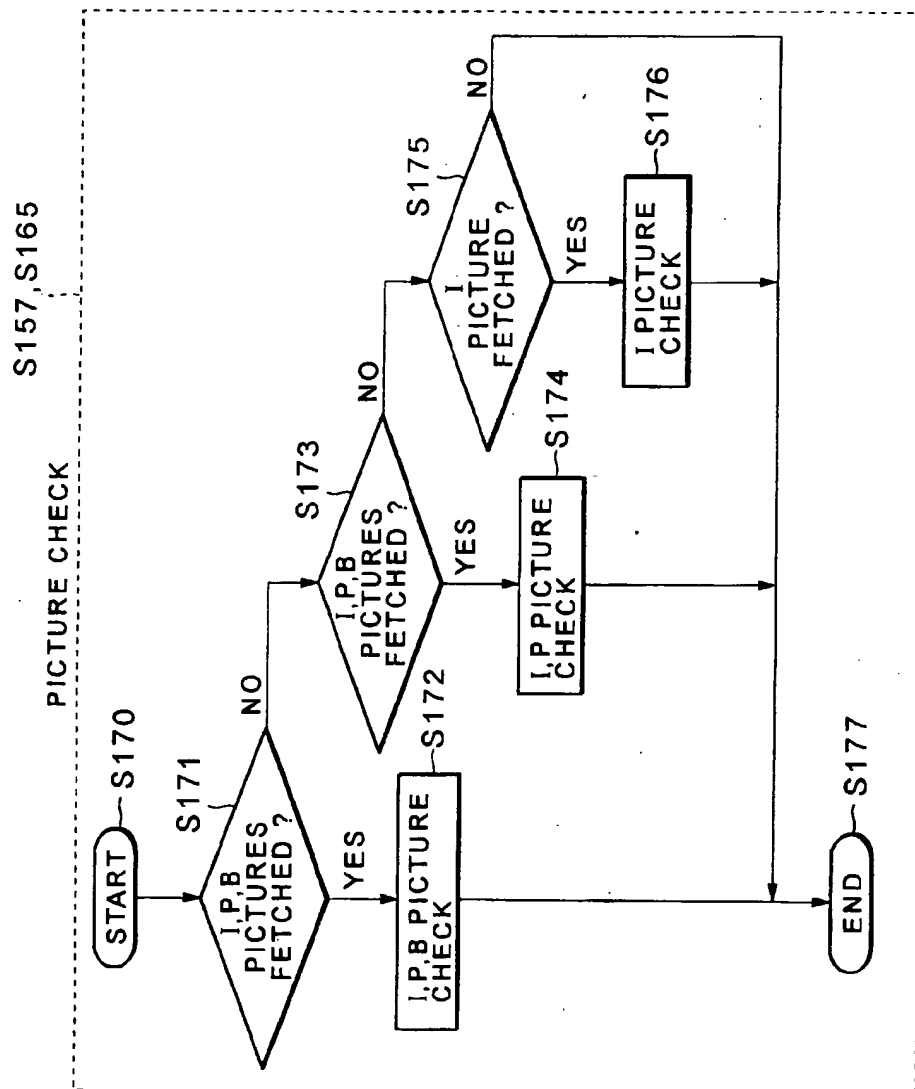 S157,S165
PICTURE CHECK
START
S170
I,P,B
PICTURES
FETCHED ?
S171
NO
YES
I,P,B PICTURE
CHECK
S172
I,P,B
PICTURES
FETCHED ?
S173
NO
YES
I,P PICTURE
CHECK
S174
I
PICTURE
FETCHED ?
S175
NO
YES
I PICTURE
CHECK
S176
END
S177